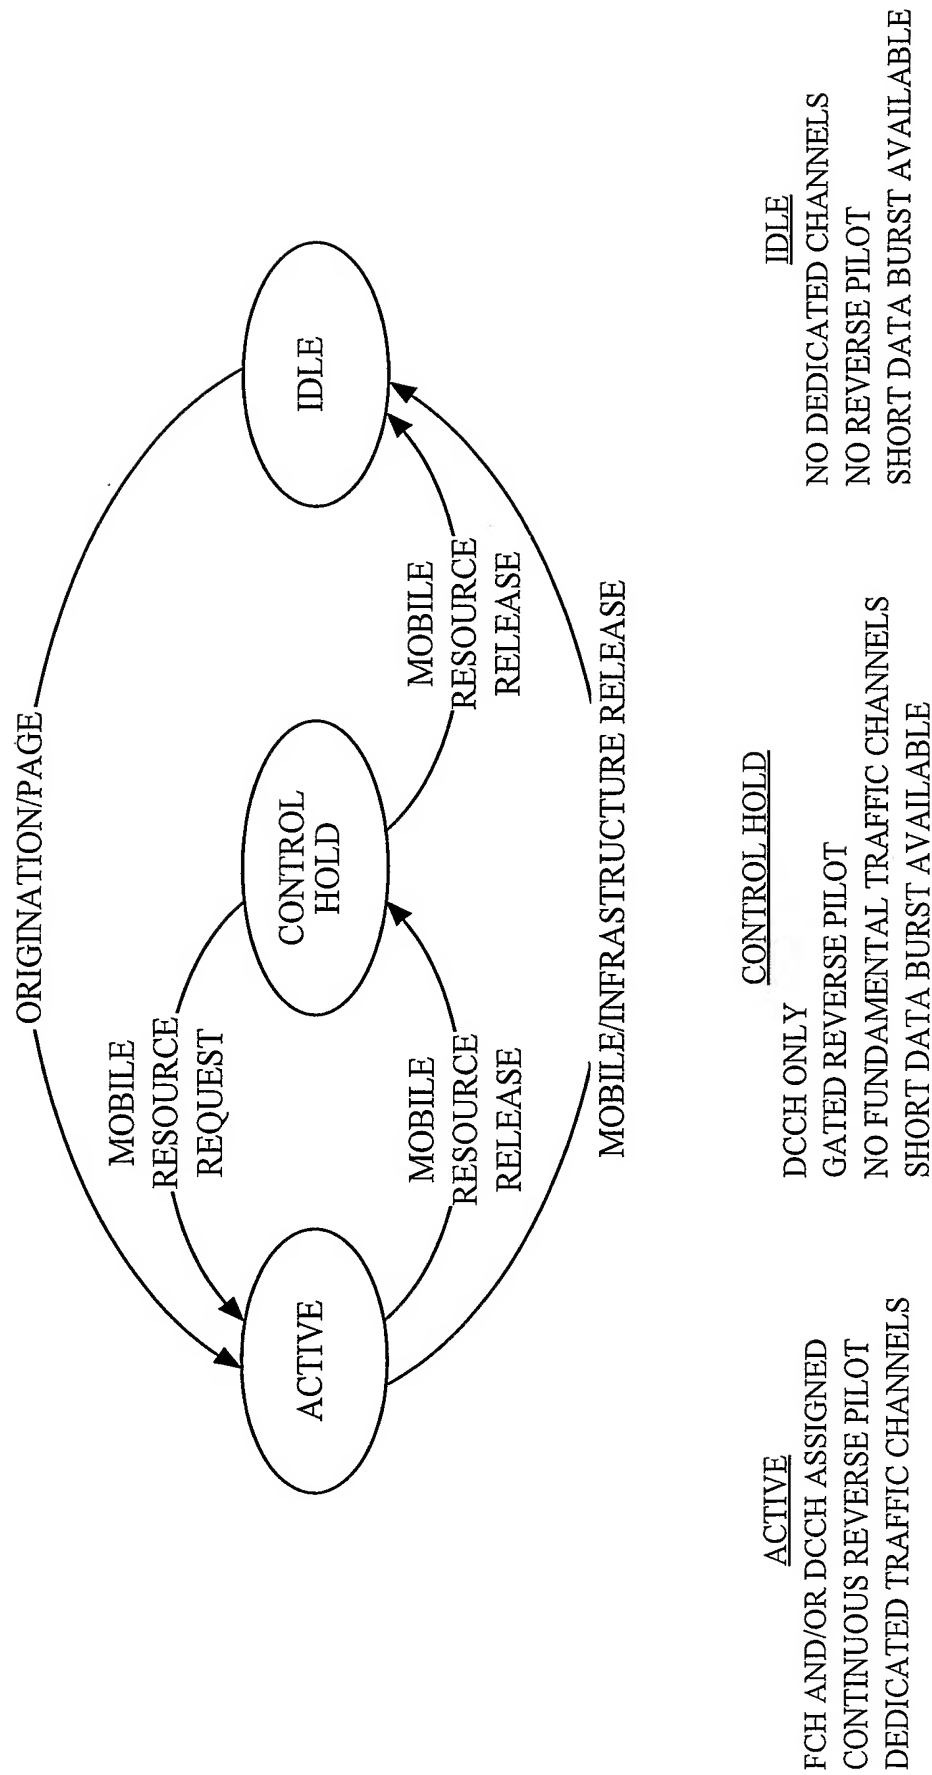 ORIGINATION/PAGE
MOBILE
RESOURCE
REQUEST
ACTIVE
CONTROL
HOLD
IDLE
MOBILE
RESOURCE
RELEASE
MOBILE
RESOURCE
RELEASE
MOBILE/INFRASTRUCTURE RELEASE
ACTIVE
FCH AND/OR DCCH ASSIGNED
CONTINUOUS REVERSE PILOT
DEDICATED TRAFFIC CHANNELS
CONTROL HOLD
DCCH ONLY
GATED REVERSE PILOT
NO FUNDAMENTAL TRAFFIC CHANNELS
SHORT DATA BURST AVAILABLE
IDLE
NO DEDICATED CHANNELS
NO REVERSE PILOT
SHORT DATA BURST AVAILABLE